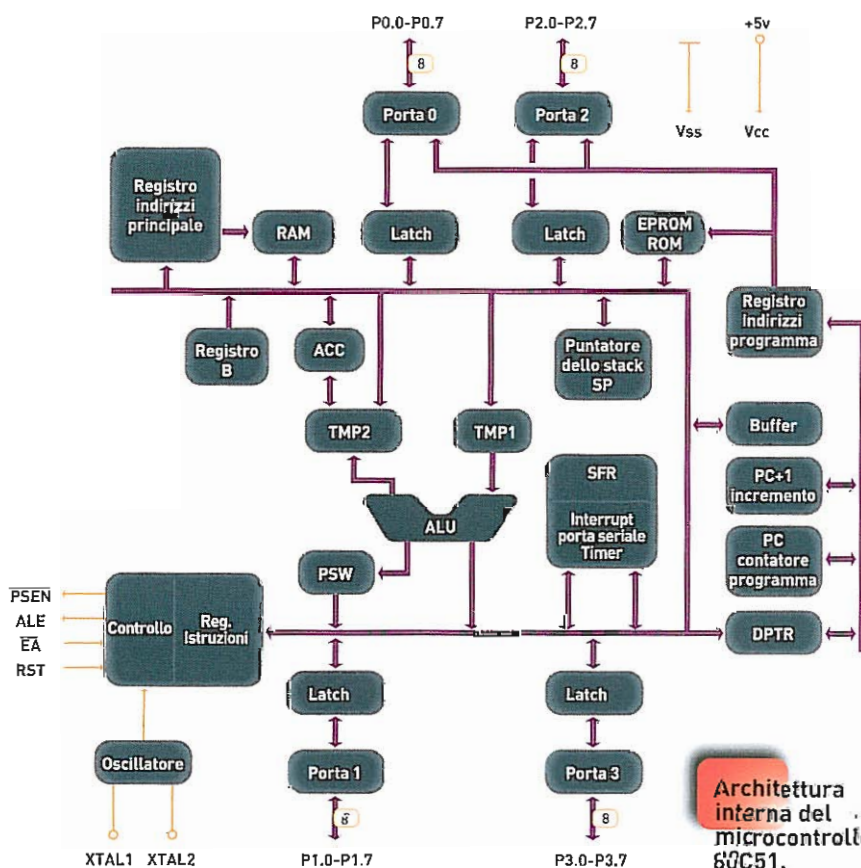 P0.0-P0.7
P2.0-P2.7
+5v
8
8
Porta 0
Porta 2
Vss
Vcc
Registro
indirizzi
principale
RAM
Latch
Latch
EPROM
ROM
Registro
B
ACC
Puntatore
dello stack
SP
Registro
indirizzi
programma
TMP2
TMP1
Buffer
SFR
Interrupt
porta seriale
Timer
PC+1
incremento
ALU
PSW
PC
contatore
programma
PSEN
ALE
EA
RST
Controllo
Reg.
Istruzioni
DPTR
Latch
Latch
Oscillatore
Porta 1
Porta 3
8
8
XTAL1
XTAL2
P1.0-P1.7
P3.0-P3.7
Architettura
interna del
microcontroll